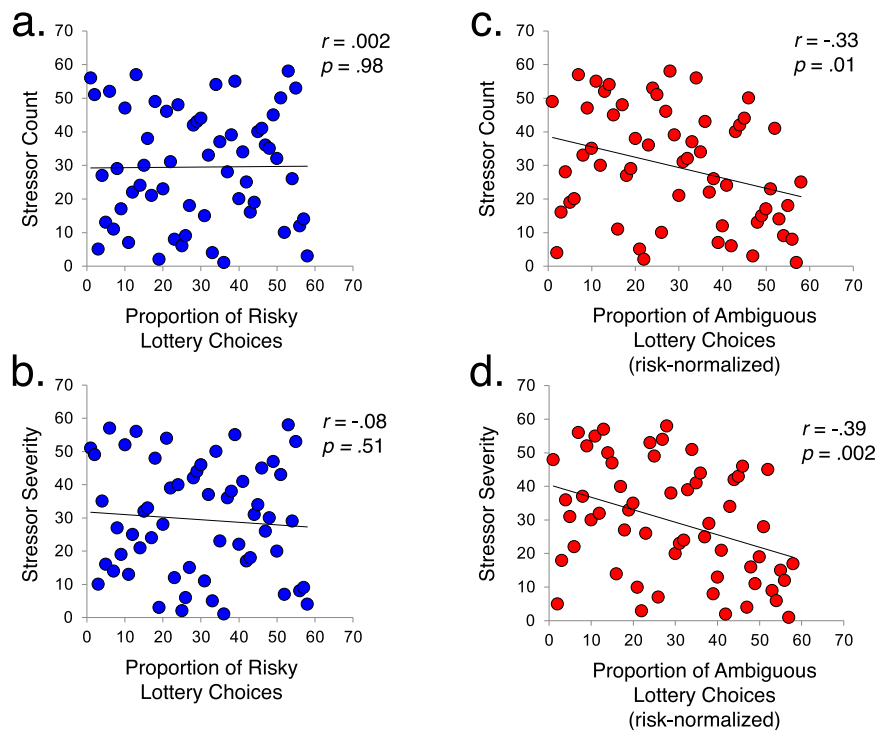 a.
r = .002
p = .98
Stressor Count
70
60
50
40
30
20
10
0
0 10 20 30 40 50 60 70
Proportion of Risky
Lottery Choices
c.
r = -.33
p = .01
Stressor Count
70
60
50
40
30
20
10
0
0 10 20 30 40 50 60 70
Proportion of Ambiguous
Lottery Choices
(risk-normalized)
b.
r = -.08
p = .51
Stressor Severity
70
60
50
40
30
20
10
0
0 10 20 30 40 50 60 70
Proportion of Risky
Lottery Choices
d.
r = -.39
p = .002
Stressor Severity
70
60
50
40
30
20
10
0
0 10 20 30 40 50 60 70
Proportion of Ambiguous
Lottery Choices
(risk-normalized)